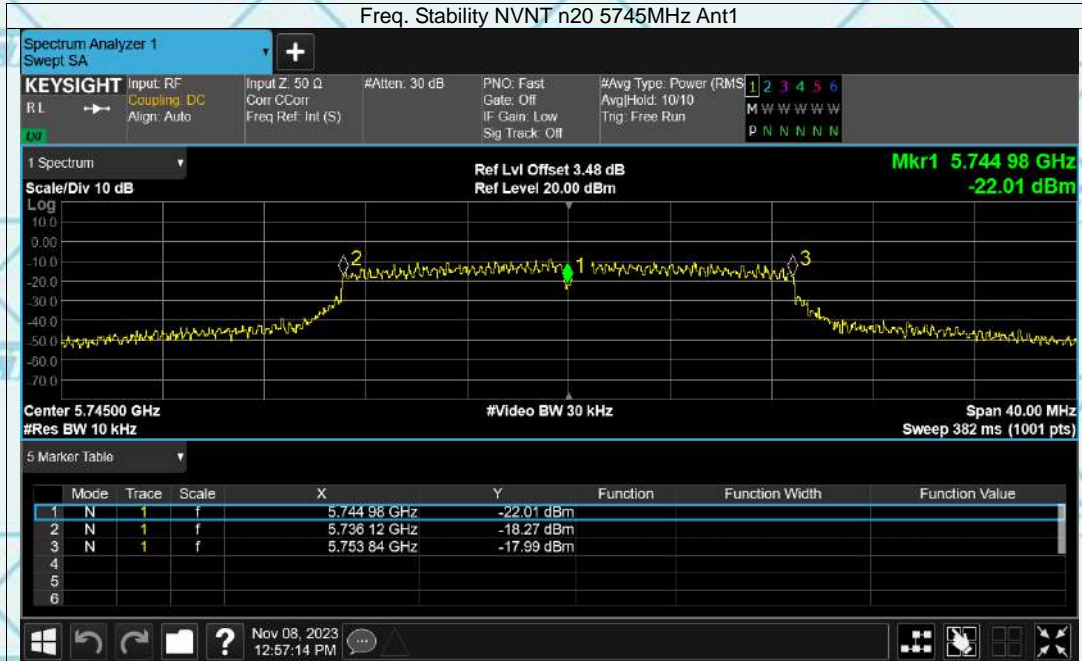 Freq. Stability NVNT n20 5745MHz Ant1
Spectrum Analyzer 1
Swept SA
+
KEYSIGHT Input: RF Input Z: 50 Ω #Atten: 30 dB PNO: Fast #Avg Type: Power (RMS 1 2 3 4 5 6
RL Coupling: DC Corr CCorr Gate: Off Avg|Hold: 10/10 M W W W W W
Align: Auto Freq Ref: Int (S) IF Gain: Low Trig: Free Run
LXI Sig Track: Off P N N N N N
1 Spectrum Ref Lvl Offset 3.48 dB Mkr1 5.744 98 GHz
Scale/Div 10 dB Ref Level 20.00 dBm -22.01 dBm
Log
10.0
0.00
-10.0 2 1 3
-20.0
-30.0
-40.0
-50.0
-60.0
-70.0
Center 5.74500 GHz #Video BW 30 kHz Span 40.00 MHz
#Res BW 10 kHz Sweep 382 ms (1001 pts)
5 Marker Table
Mode Trace Scale X Y Function Function Width Function Value
1 N 1 f 5.744 98 GHz -22.01 dBm
2 N 1 f 5.736 12 GHz -18.27 dBm
3 N 1 f 5.753 84 GHz -17.99 dBm
4
5
6
? Nov 08, 2023
12:57:14 PM